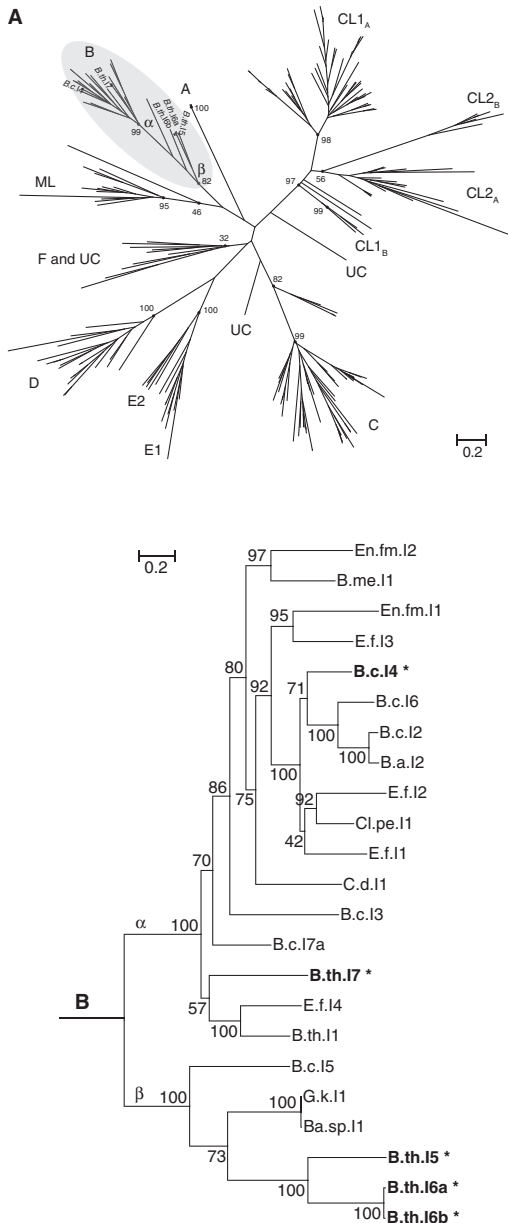 A
B
B.c.I4
B.th.I7
α
99
B.th.I6b
B.th.I6a
B.th.I5
β
82
A
100
CL1A
98
CL2B
56
CL2A
97
99
CL1B
UC
ML
95
46
F and UC
32
100
D
100
E2
E1
UC
82
99
C
0.2
0.2
97
En.fm.I2
B.me.I1
95
En.fm.I1
E.f.I3
80
92
71
B.c.I4 *
B.c.I6
100
B.c.I2
100
B.a.I2
100
86
75
92
E.f.I2
Cl.pe.I1
42
E.f.I1
C.d.I1
70
B.c.I3
α
100
B.c.I7a
B.th.I7 *
57
E.f.I4
100
B.th.I1
B
B.c.I5
β
100
100
G.k.I1
Ba.sp.I1
73
B.th.I5 *
100
B.th.I6a *
100
B.th.I6b *